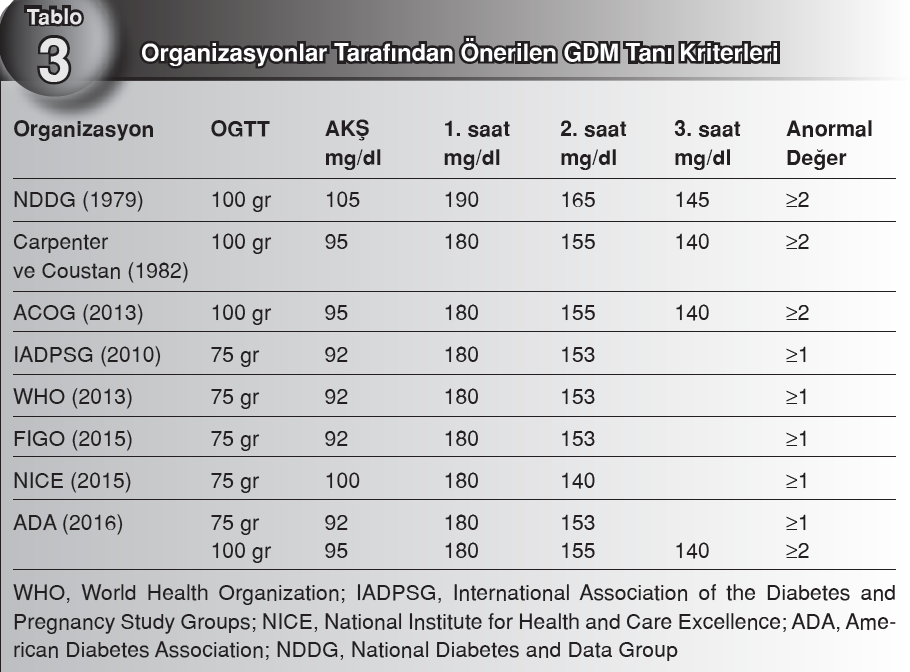 Tablo
3
Organizasyonlar Tarafından Önerilen GDM Tanı Kriterleri
Organizasyon OGTT AKŞ 1. saat 2. saat 3. saat Anormal
mg/dl mg/dl mg/dl mg/dl Değer
NDDG (1979) 100 gr 105 190 165 145 ≥2
Carpenter 100 gr 95 180 155 140 ≥2
ve Coustan (1982)
ACOG (2013) 100 gr 95 180 155 140 ≥2
IADPSG (2010) 75 gr 92 180 153 ≥1
WHO (2013) 75 gr 92 180 153 ≥1
FIGO (2015) 75 gr 92 180 153 ≥1
NICE (2015) 75 gr 100 180 140 ≥1
ADA (2016) 75 gr 92 180 153 ≥1
100 gr 95 180 155 140 ≥2
WHO, World Health Organization; IADPSG, International Association of the Diabetes and
Pregnancy Study Groups; NICE, National Institute for Health and Care Excellence; ADA, Ame-
rican Diabetes Association; NDDG, National Diabetes and Data Group